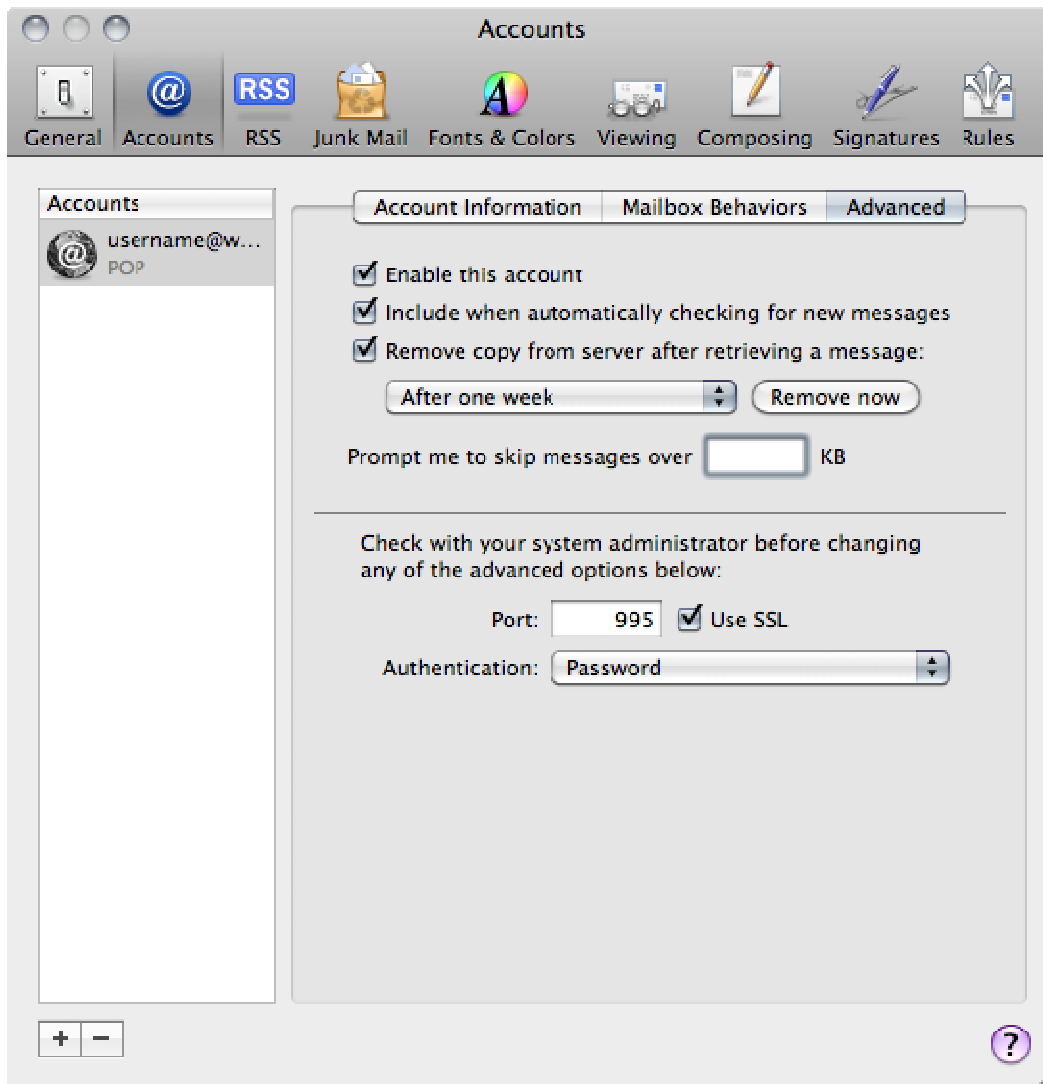 Accounts
RSS
General Accounts RSS Junk Mail Fonts & Colors Viewing Composing Signatures Rules
Accounts
username@w...
POP
Account Information Mailbox Behaviors Advanced
Enable this account
Include when automatically checking for new messages
Remove copy from server after retrieving a message:
After one week Remove now
Prompt me to skip messages over KB
Check with your system administrator before changing
any of the advanced options below:
Port: 995 Use SSL
Authentication: Password
+ −
?